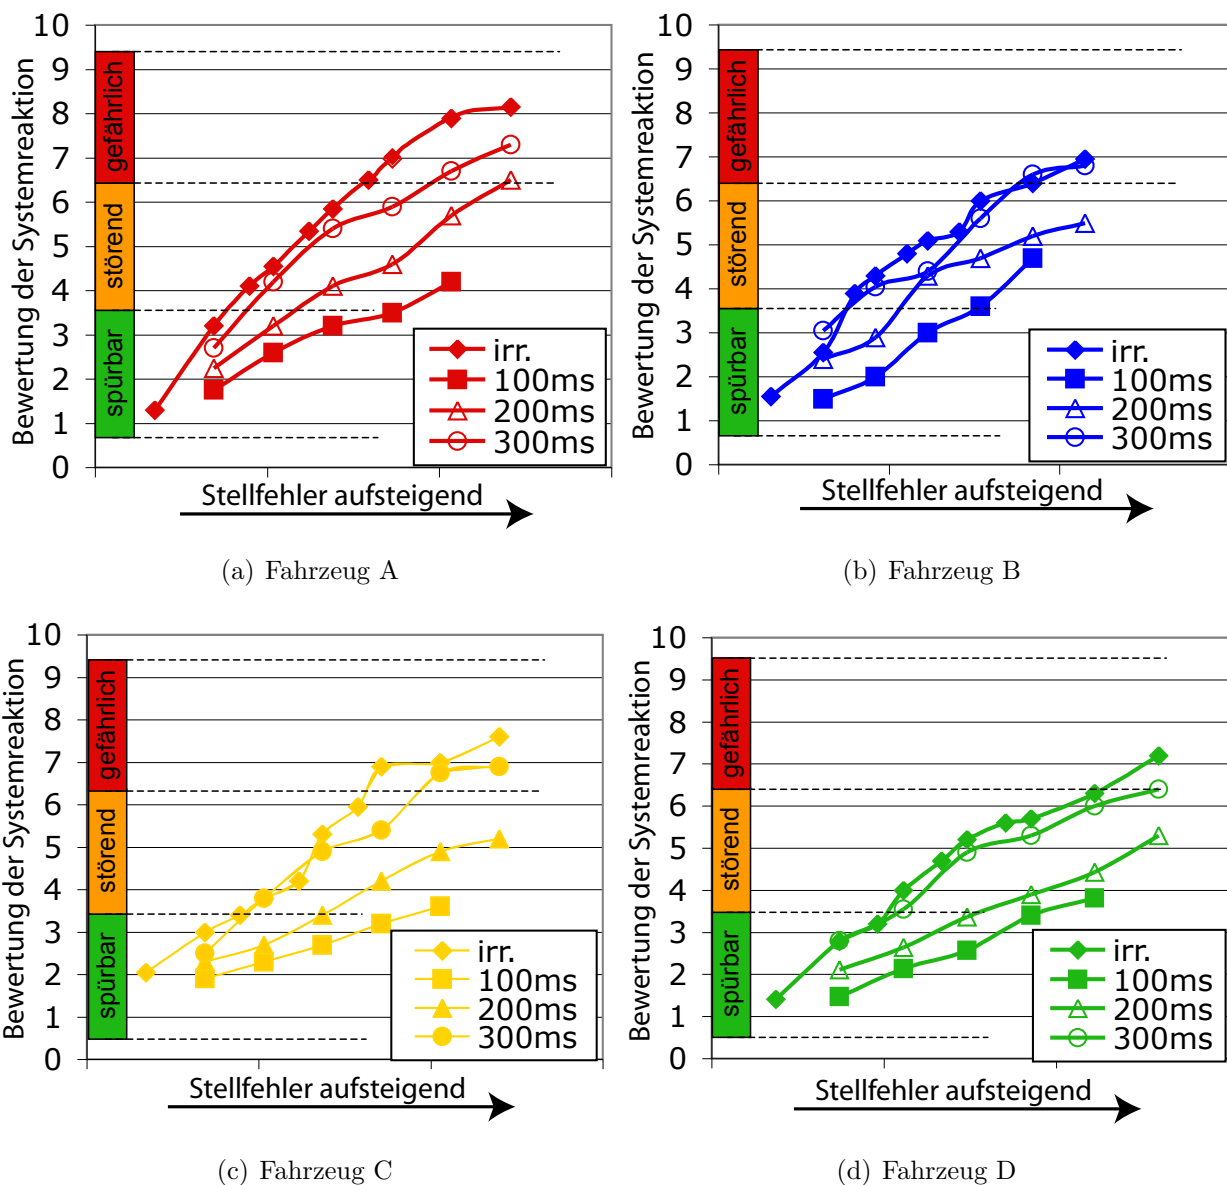 Bewertung der Systemreaktion
10
9
8
7
6
5
4
3
2
1
0
gefährlich
störend
spürbar
irr.
100ms
200ms
300ms
Stellfehler aufsteigend
(a) Fahrzeug A
Bewertung der Systemreaktion
10
9
8
7
6
5
4
3
2
1
0
gefährlich
störend
spürbar
irr.
100ms
200ms
300ms
Stellfehler aufsteigend
(b) Fahrzeug B
Bewertung der Systemreaktion
10
9
8
7
6
5
4
3
2
1
0
gefährlich
störend
spürbar
irr.
100ms
200ms
300ms
Stellfehler aufsteigend
(c) Fahrzeug C
Bewertung der Systemreaktion
10
9
8
7
6
5
4
3
2
1
0
gefährlich
störend
spürbar
irr.
100ms
200ms
300ms
Stellfehler aufsteigend
(d) Fahrzeug D